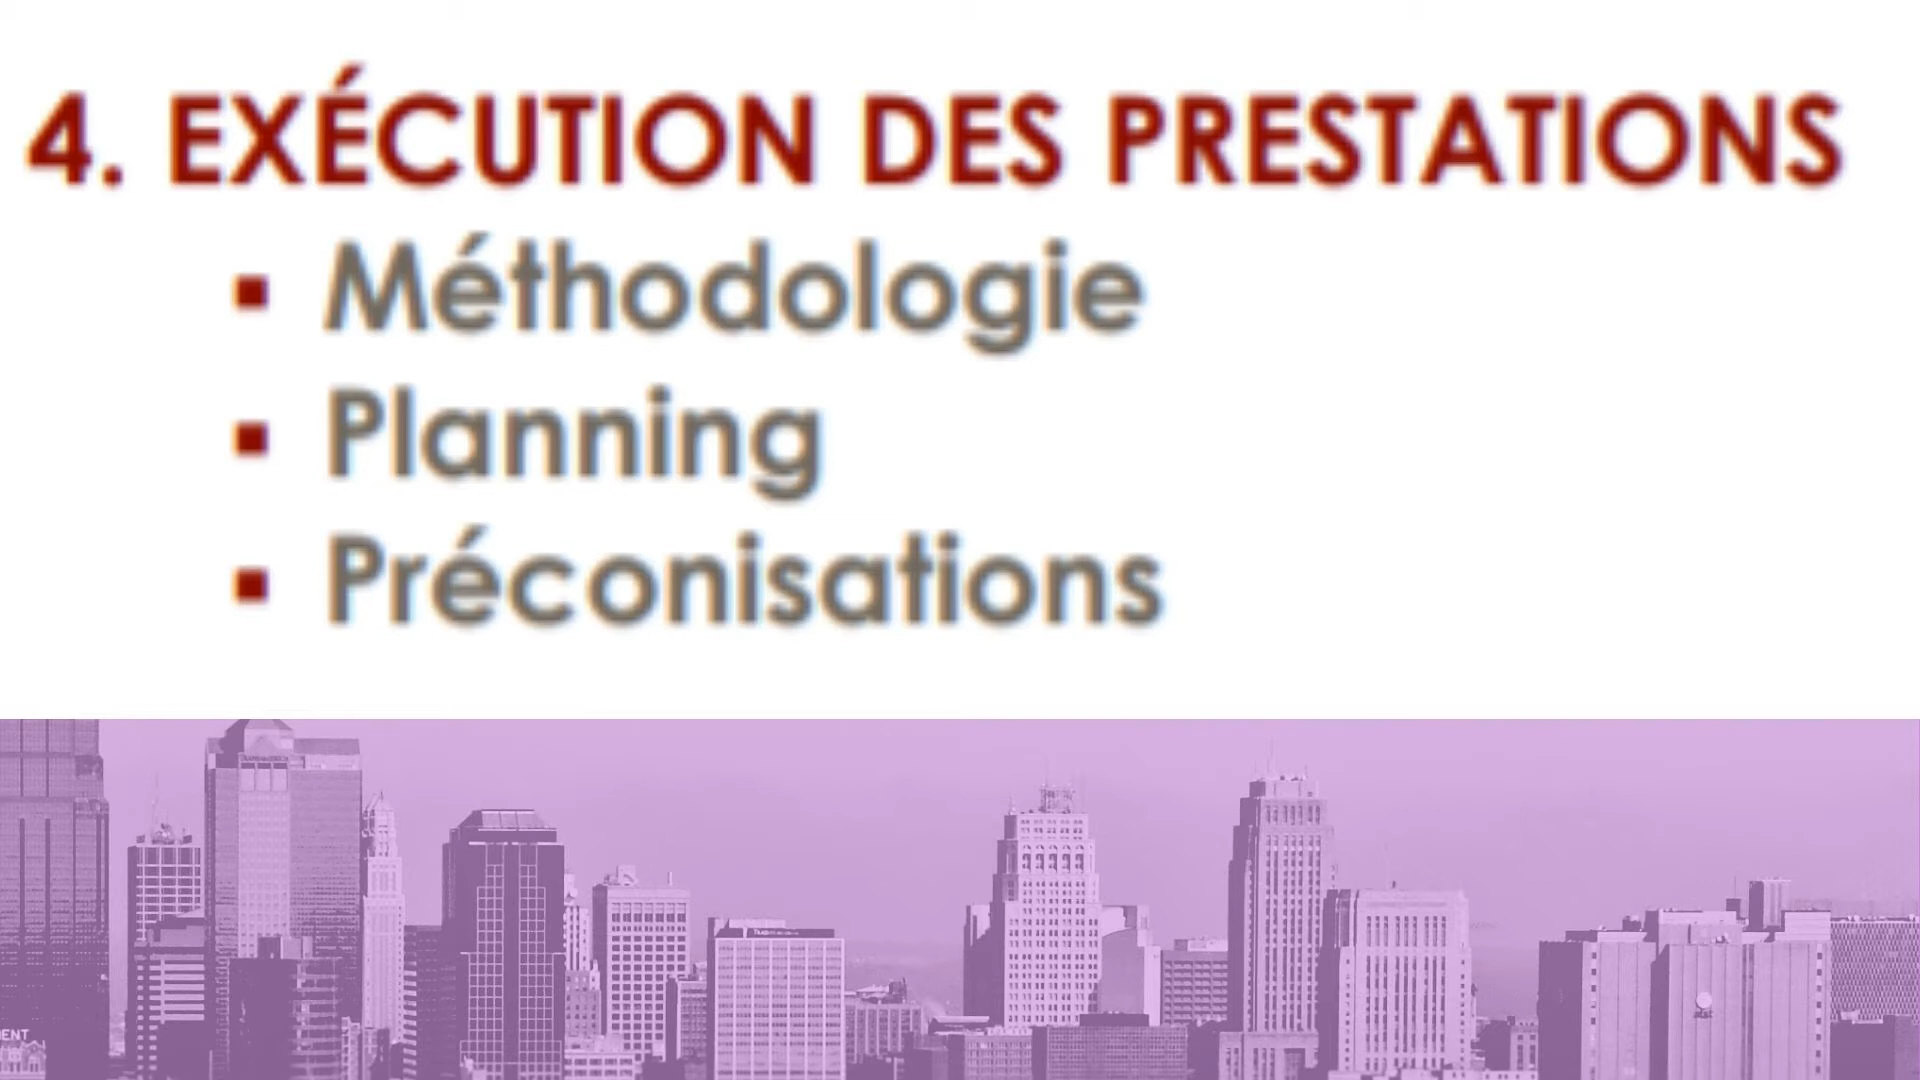 4. EXÉCUTION DES PRESTATIONS
▪ Méthodologie
▪ Planning
▪ Préconisations